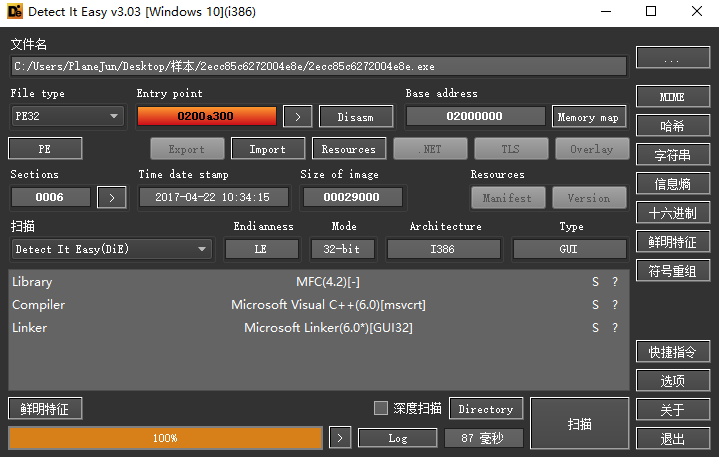 Detect It Easy v3.03 [Windows 10](i386)
文件名
C:/Users/PlaneJun/Desktop/样本/2ecc85c6272004e8e/2ecc85c6272004e8e.exe
...
File type
Entry point
Base address
PE32
0200a300
>
Disasm
02000000
Memory map
MIME
PE
Export
Import
Resources
.NET
TLS
Overlay
哈希
字符串
Sections
Time date stamp
Size of image
Resources
0006
>
2017-04-22 10:34:15
00029000
Manifest
Version
信息熵
十六进制
扫描
Endianness
Mode
Architecture
Type
Detect It Easy(DiE)
LE
32-bit
I386
GUI
鲜明特征
符号重组
Library MFC(4.2)[-] S ?
Compiler Microsoft Visual C++(6.0)[msvcrt] S ?
Linker Microsoft Linker(6.0*)[GUI32] S ?
快捷指令
选项
鲜明特征
深度扫描
Directory
扫描
关于
100%
>
Log
87 毫秒
退出